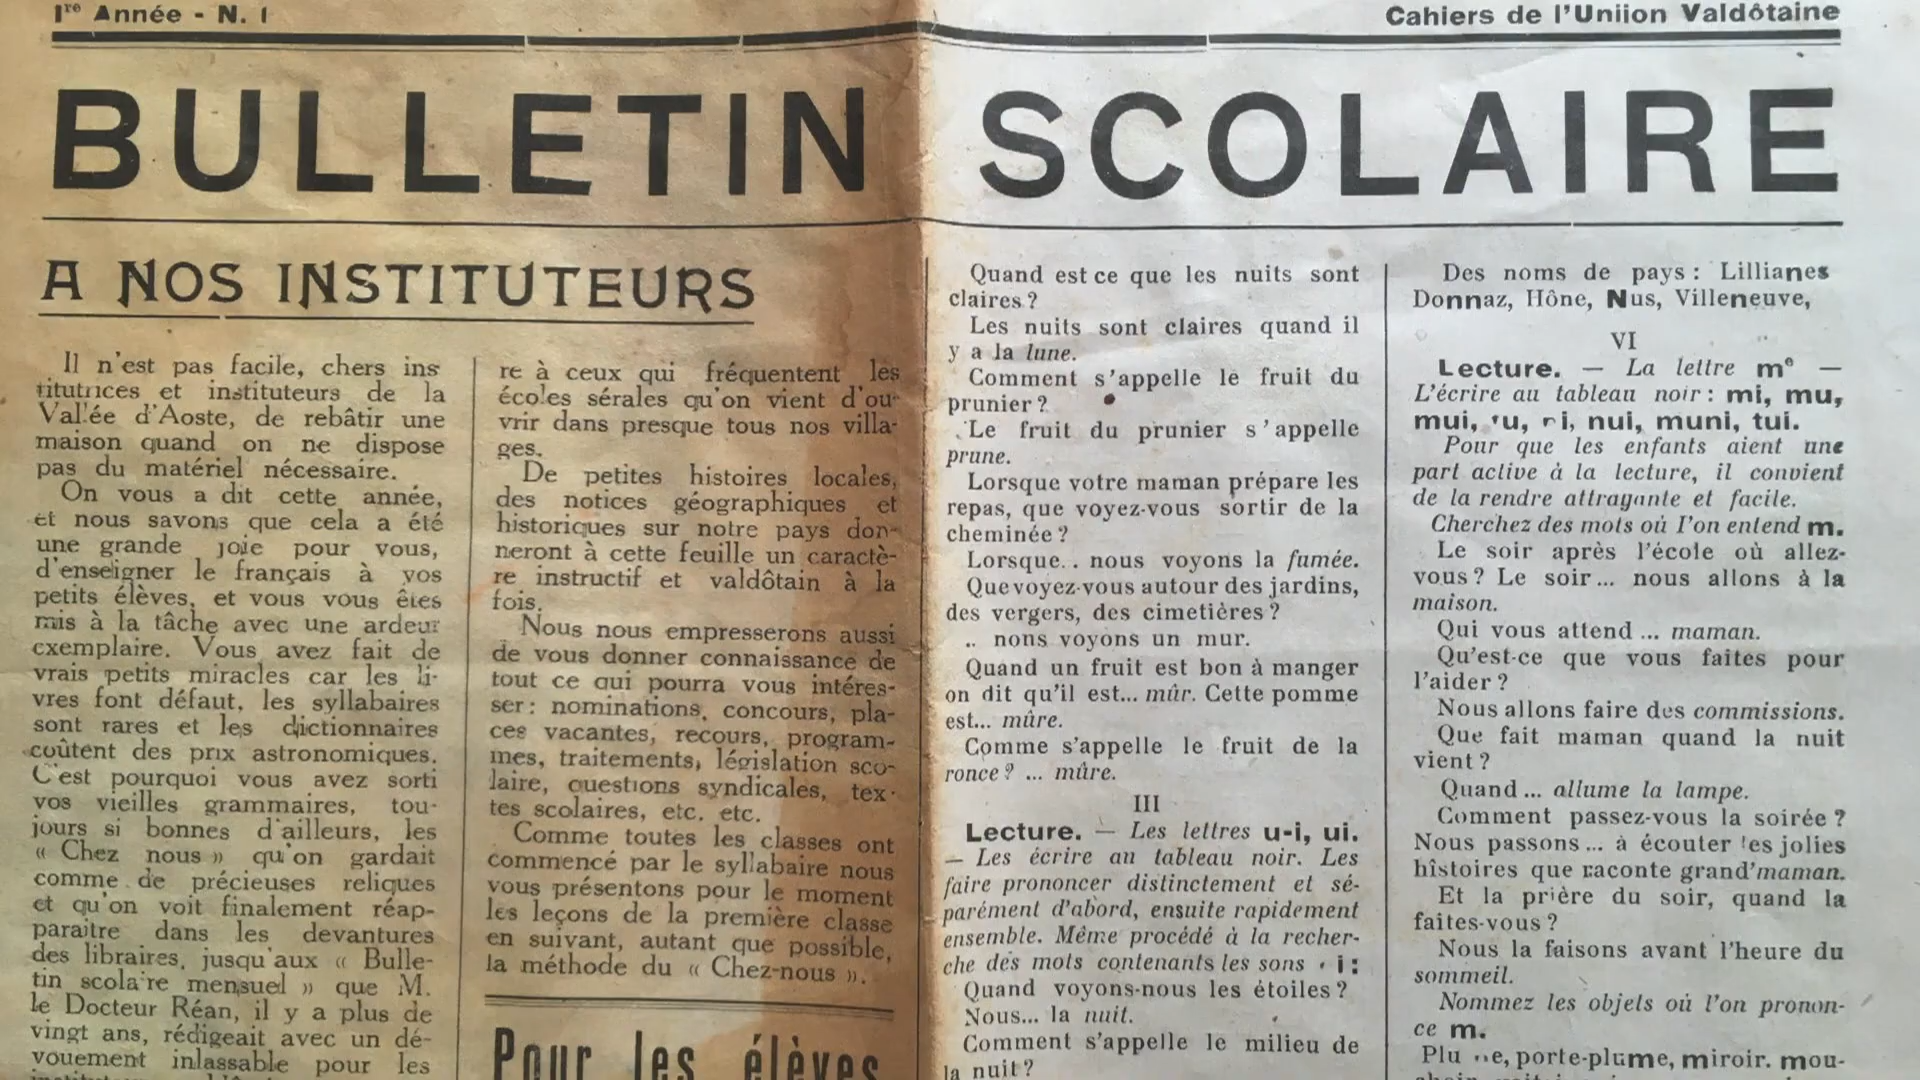 1re Année - N. 1
Cahiers de l'Uniion Valdôtaine
BULLETIN SCOLAIRE
A NOS INSTITUTEURS
Il n'est pas facile, chers ins
titutrices et instituteurs de la
Val.ée d'Aoste, de rebâtir une
maison quand on ne dispose
pas du matériel nécessaire.
On vous a dit cette année,
et nous savons que cela a été
une grande joie pour vous,
d'enseigner le français à vos
petits élèves, et vous vous êtes
mis à la tâche avec une ardeur
exemplaire. Vous avez fait de
vrais petits miracles car les li-
vres font défaut, les syllabaires
sont rares et les dictionnaires
coûtent des prix astronomiques.
C'est pourquoi vous avez sorti
vos vieilles grammaires, tou-
jours si bonnes d'ailleurs, les
« Chez nous » qu'on gardait
comme de précieuses reliques
et qu'on voit finalement réap-
paraitre dans les devantures
des libraires, jusqu'aux « Bulle-
tin scola're mensuel » que M.
le Docteur Réan, il y a plus de
vingt ans, rédigeait avec un dé-
vouement inlassable pour les
re à ceux qui fréquentent les
écoles sérales qu'on vient d'ou-
vrir dans presque tous nos villa-
ges.
De petites histoires locales,
des notices géographiques et
historiques sur notre pays don-
neront à cette feuille un caractè-
re instructif et valdôtain à la
fois.
Nous nous empresserons aussi
de vous donner connaissance de
tout ce qui pourra vous intéres-
ser: nominations, concours, pla-
ces vacantes, recours, program-
mes, traitements, législation sco-
laire, questions syndicales, tex-
tes scolaires, etc. etc.
Comme toutes les classes ont
commencé par le syllabaire nous
vous présentons pour le moment
les leçons de la première classe
en suivant, autant que possible,
la méthode du « Chez-nous ».
Pour les élèves
Quand est ce que les nuits sont
claires?
Les nuits sont claires quand il
y a la lune.
Comment s'appelle le fruit du
prunier?
Le fruit du prunier s'appelle
prune.
Lorsque votre maman prépare les
repas, que voyez-vous sortir de la
cheminée?
Lorsque.. nous voyons la fumée.
Que voyez-vous autour des jardins,
des vergers, des cimetières?
.. nons voyons un mur.
Quand un fruit est bon à manger
on dit qu'il est... mûr. Cette pomme
est... mûre.
Comme s'appelle le fruit de la
ronce? ... mûre.
III
Lecture. — Les lettres u-i, ui.
— Les écrire au tableau noir. Les
faire prononcer distinctement et sé-
parément d'abord, ensuite rapidement
ensemble. Même procédé à la recher-
che des mots contenants les sons i:
Quand voyons-nous les étoiles?
Nous... la nuit.
Comment s'appelle le milieu de
la nuit?
Des noms de pays: Lillianes
Donnaz, Hône, Nus, Villeneuve,
VI
Lecture. — La lettre me —
L'écrire au tableau noir: mi, mu,
mui, nui, muni, tui.
Pour que les enfants aient une
part active à la lecture, il convient
de la rendre attrayante et facile.
Cherchez des mots où l'on entend m.
Le soir après l'école où allez-
vous? Le soir... nous allons à la
maison.
Qui vous attend ... maman.
Qu'est-ce que vous faites pour
l'aider?
Nous allons faire des commissions.
Que fait maman quand la nuit
vient?
Quand ... allume la lampe.
Comment passez-vous la soirée?
Nous passons... à écouter les jolies
histoires que raconte grand'maman.
Et la prière du soir, quand la
faites-vous?
Nous la faisons avant l'heure du
sommeil.
Nommez les objets où l'on pronon-
ce m.
porte-plume, miroir. mou-